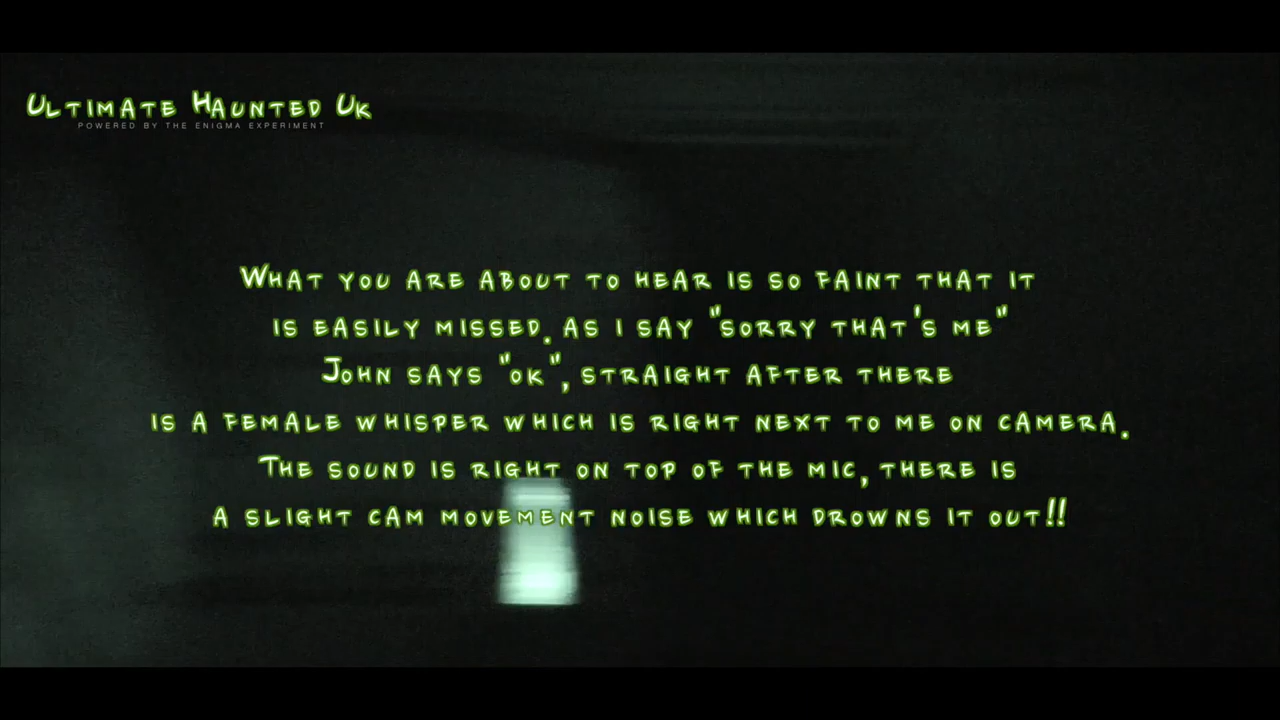 Ultimate Haunted Uk
POWERED BY THE ENIGMA EXPERIMENT
What you are about to hear is so faint that it
is easily missed. as i say "sorry that's me"
John says "ok", straight after there
is a female whisper which is right next to me on camera.
The sound is right on top of the mic, there is
a slight cam movement noise which drowns it out!!